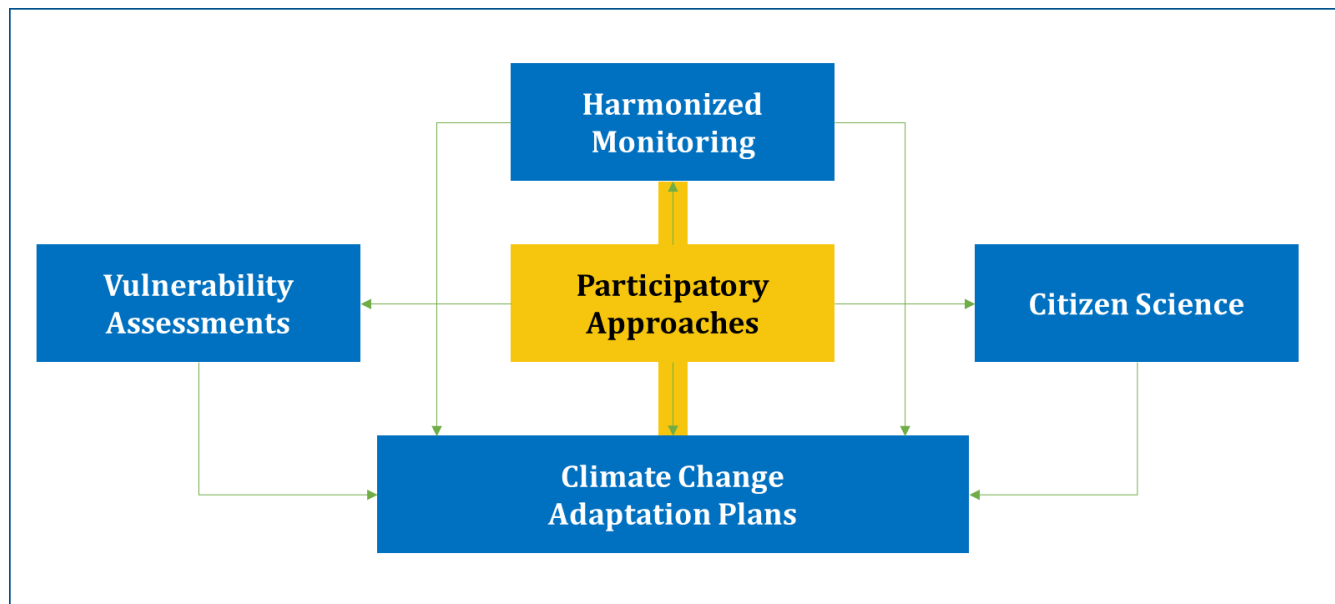 Harmonized
Monitoring
Vulnerability
Assessments
Participatory
Approaches
Citizen Science
Climate Change
Adaptation Plans